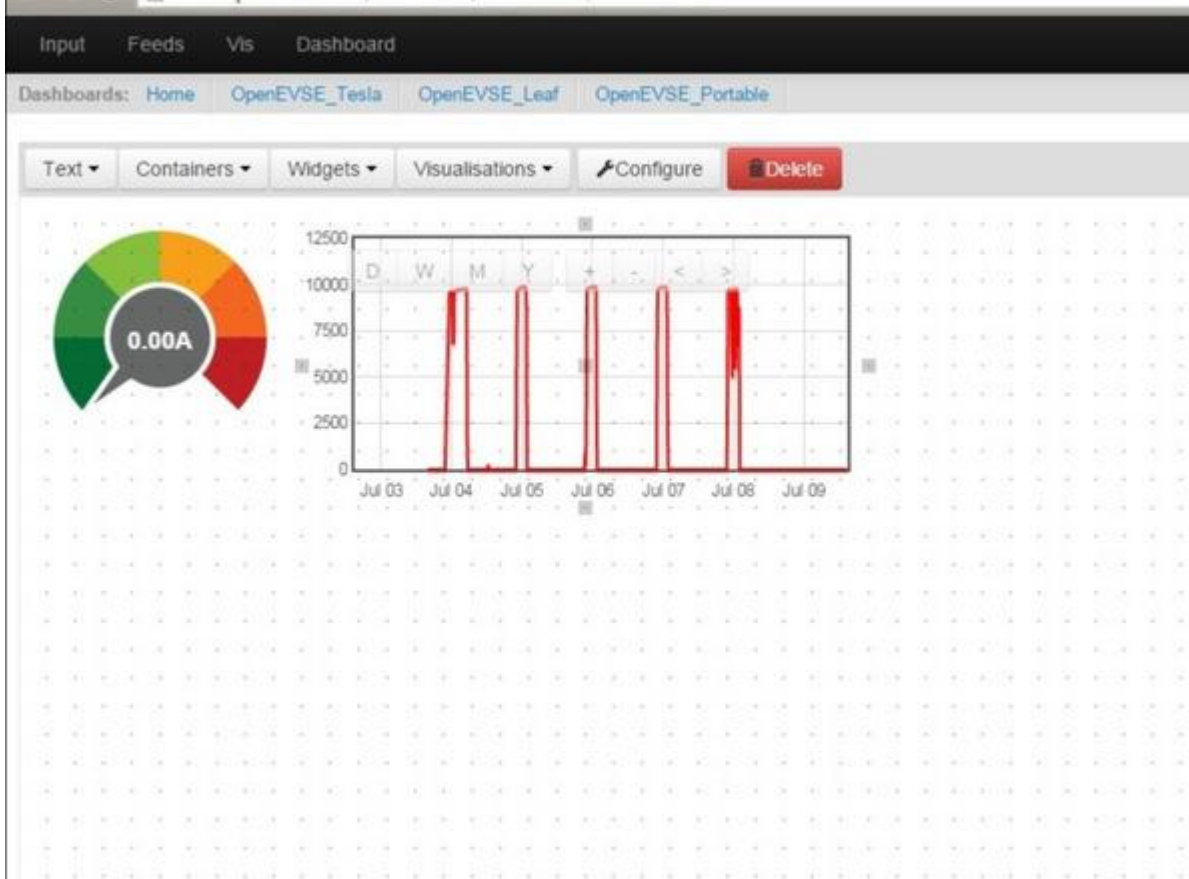 Input Feeds Vis Dashboard
Dashboards: Home OpenEVSE_Tesla OpenEVSE_Leaf OpenEVSE_Portable
Text Containers Widgets Visualisations Configure Delete
0.00A
12500
10000
7500
5000
2500
0
D W M Y + - < >
Jul 03 Jul 04 Jul 05 Jul 06 Jul 07 Jul 08 Jul 09